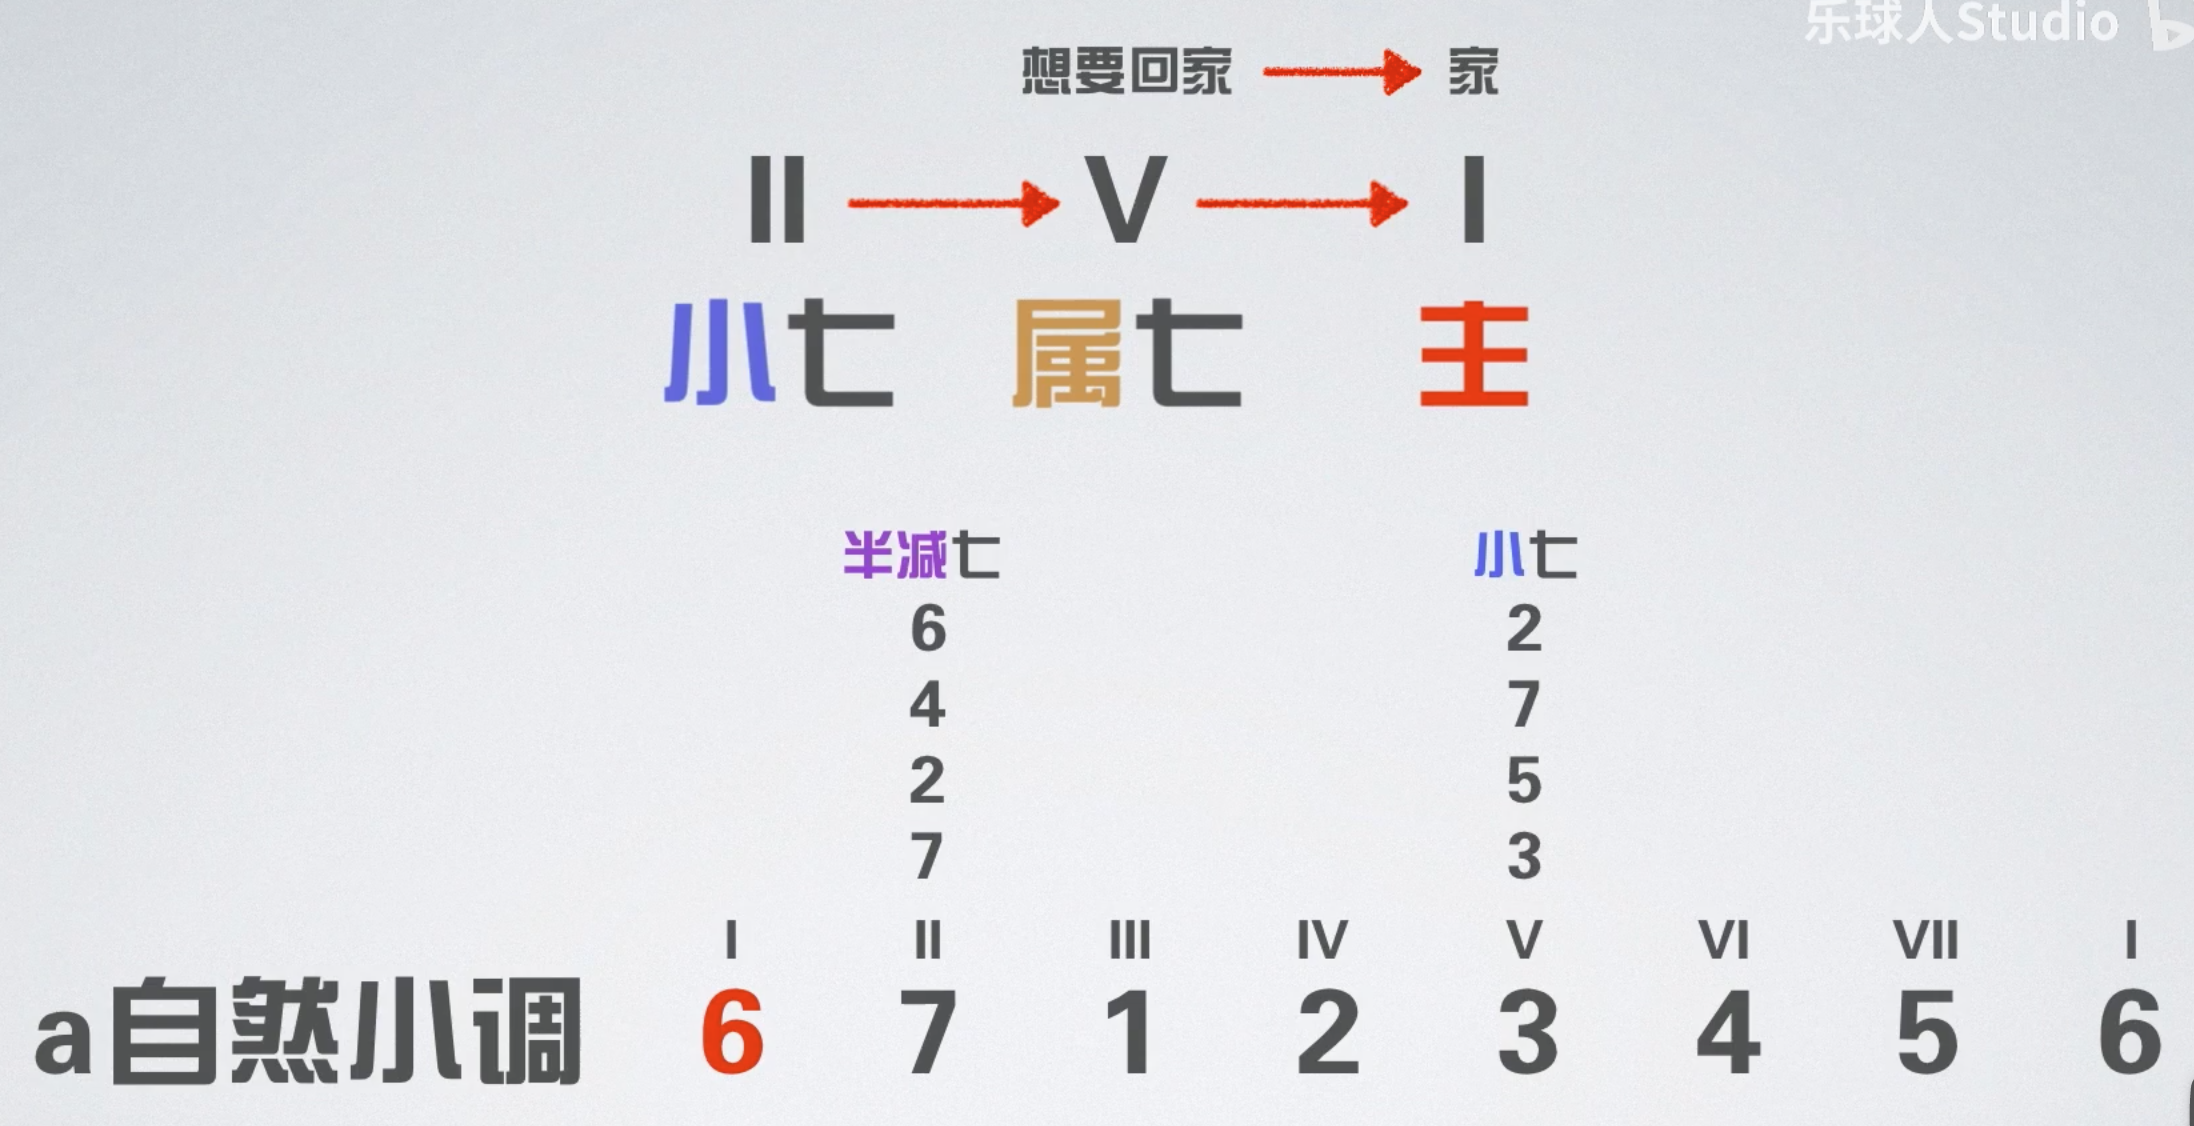 乐球人Studio
想要回家 → 家
II → V → I
小七 属七 主
半减七 小七
6 2
4 7
2 5
7 3
I II III IV V VI VII I
a自然小调 6 7 1 2 3 4 5 6